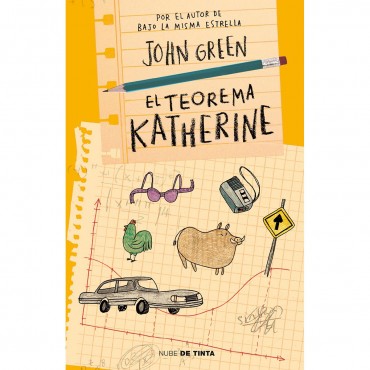 POR EL AUTOR DE
BAJO LA MISMA ESTRELLA
JOHN GREEN
EL TEOREMA
KATHERINE
NUBE DE TINTA